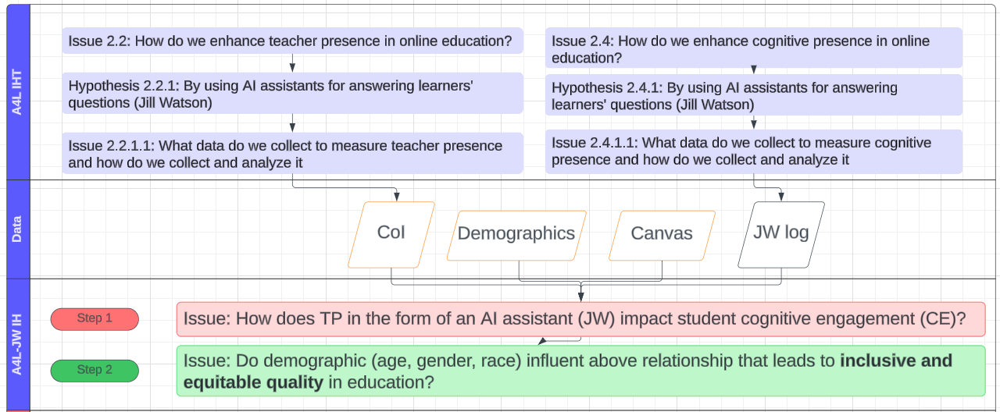 A4L IHT
Issue 2.2: How do we enhance teacher presence in online education?
Hypothesis 2.2.1: By using AI assistants for answering learners'
questions (Jill Watson)
Issue 2.2.1.1: What data do we collect to measure teacher presence
and how do we collect and analyze it
Issue 2.4: How do we enhance cognitive presence in online
education?
Hypothesis 2.4.1: By using AI assistants for answering
learners' questions (Jill Watson)
Issue 2.4.1.1: What data do we collect to measure cognitive
presence and how do we collect and analyze it
Data
CoI
Demographics
Canvas
JW log
A4L-JW IH
Step 1
Issue: How does TP in the form of an AI assistant (JW) impact student cognitive engagement (CE)?
Step 2
Issue: Do demographic (age, gender, race) influent above relationship that leads to inclusive and
equitable quality in education?